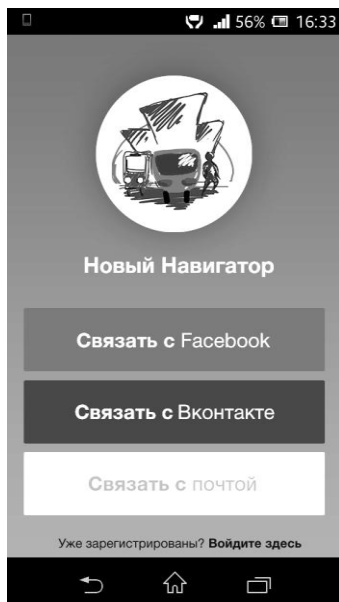 56% 16:33
Новый Навигатор
Связать с Facebook
Связать с Вконтакте
Связать с почтой
Уже зарегистрированы? Войдите здесь